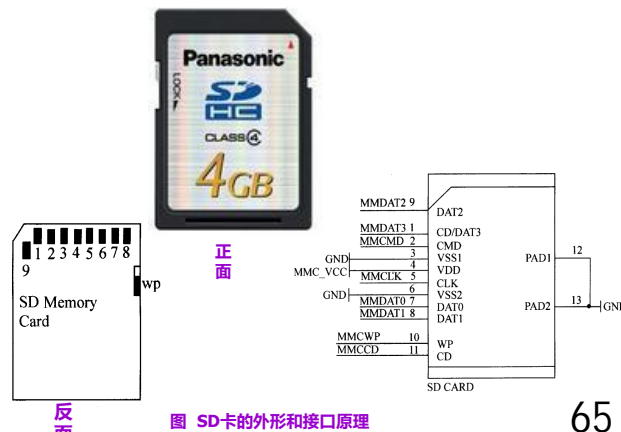 Panasonic
LOCK
SD
HC
CLASS 4
4GB
正
面
1 2 3 4 5 6 7 8
9
wp
SD Memory
Card
反
面
MMDAT2 9 DAT2
MMDAT3 1 CD/DAT3
MMCMD 2 CMD
GND 3 VSS1
MMC_VCC 4 VDD
MMCLK 5 CLK
GND 6 VSS2
MMDAT0 7 DAT0
MMDAT1 8 DAT1
MMCWP 10 WP
MMCCD 11 CD
PAD1 12
PAD2 13 GND
SD CARD
图 SD卡的外形和接口原理
65